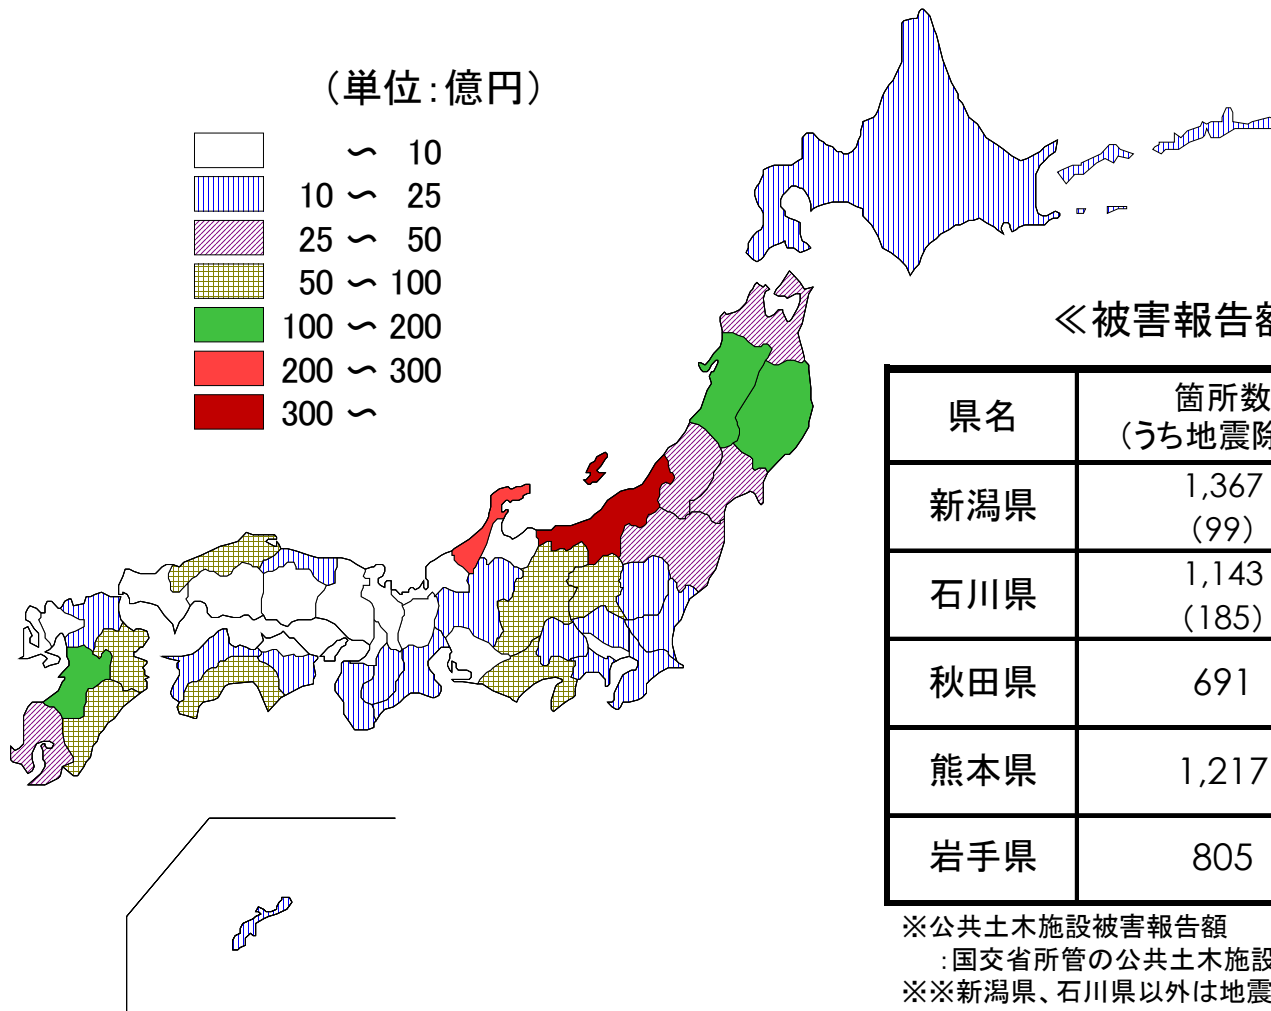 (単位:億円)
～ 10
10 ～ 25
25 ～ 50
50 ～ 100
100 ～ 200
200 ～ 300
300 ～
≪被害報告額
県名 箇所数
(うち地震除
新潟県 1,367
(99)
石川県 1,143
(185)
秋田県 691
熊本県 1,217
岩手県 805
※公共土木施設被害報告額
:国交省所管の公共土木施設
※※新潟県、石川県以外は地震